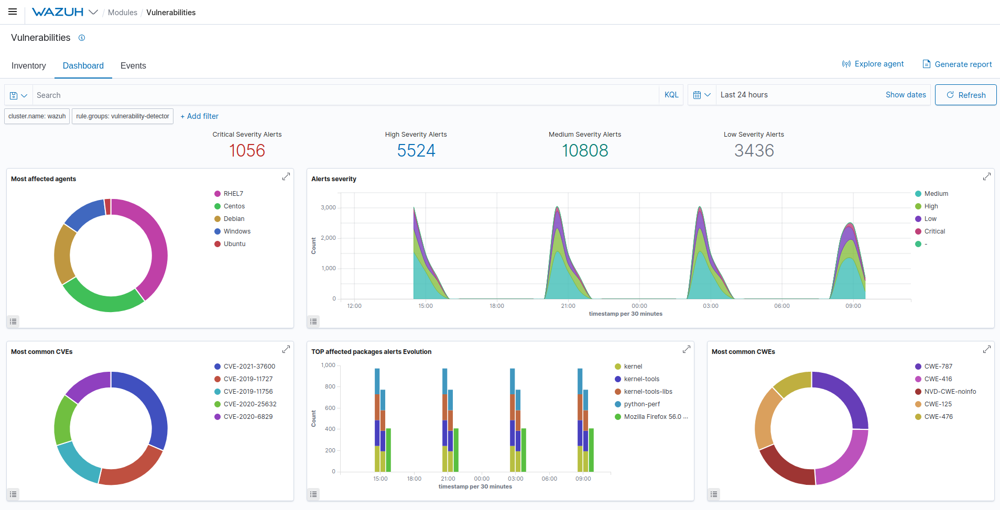 WAZUH / Modules / Vulnerabilities
Vulnerabilities
Inventory Dashboard Events
Explore agent Generate report
Search KQL Last 24 hours Show dates Refresh
cluster.name: wazuh rule.groups: vulnerability-detector + Add filter
Critical Severity Alerts High Severity Alerts Medium Severity Alerts Low Severity Alerts
1056 5524 10808 3436
Most affected agents
RHEL7
Centos
Debian
Windows
Ubuntu
Alerts severity
Count
3,000
2,000
1,000
0
12:00 15:00 18:00 21:00 00:00 03:00 06:00 09:00
timestamp per 30 minutes
Medium
High
Low
Critical
-
Most common CVEs
CVE-2021-37600
CVE-2019-11727
CVE-2019-11756
CVE-2020-25632
CVE-2020-6829
TOP affected packages alerts Evolution
Count
1,000
800
600
400
200
0
15:00 18:00 21:00 00:00 03:00 06:00 09:00
timestamp per 30 minutes
kernel
kernel-tools
kernel-tools-libs
python-perf
Mozilla Firefox 56.0 ...
Most common CWEs
CWE-787
CWE-416
NVD-CWE-noinfo
CWE-125
CWE-476